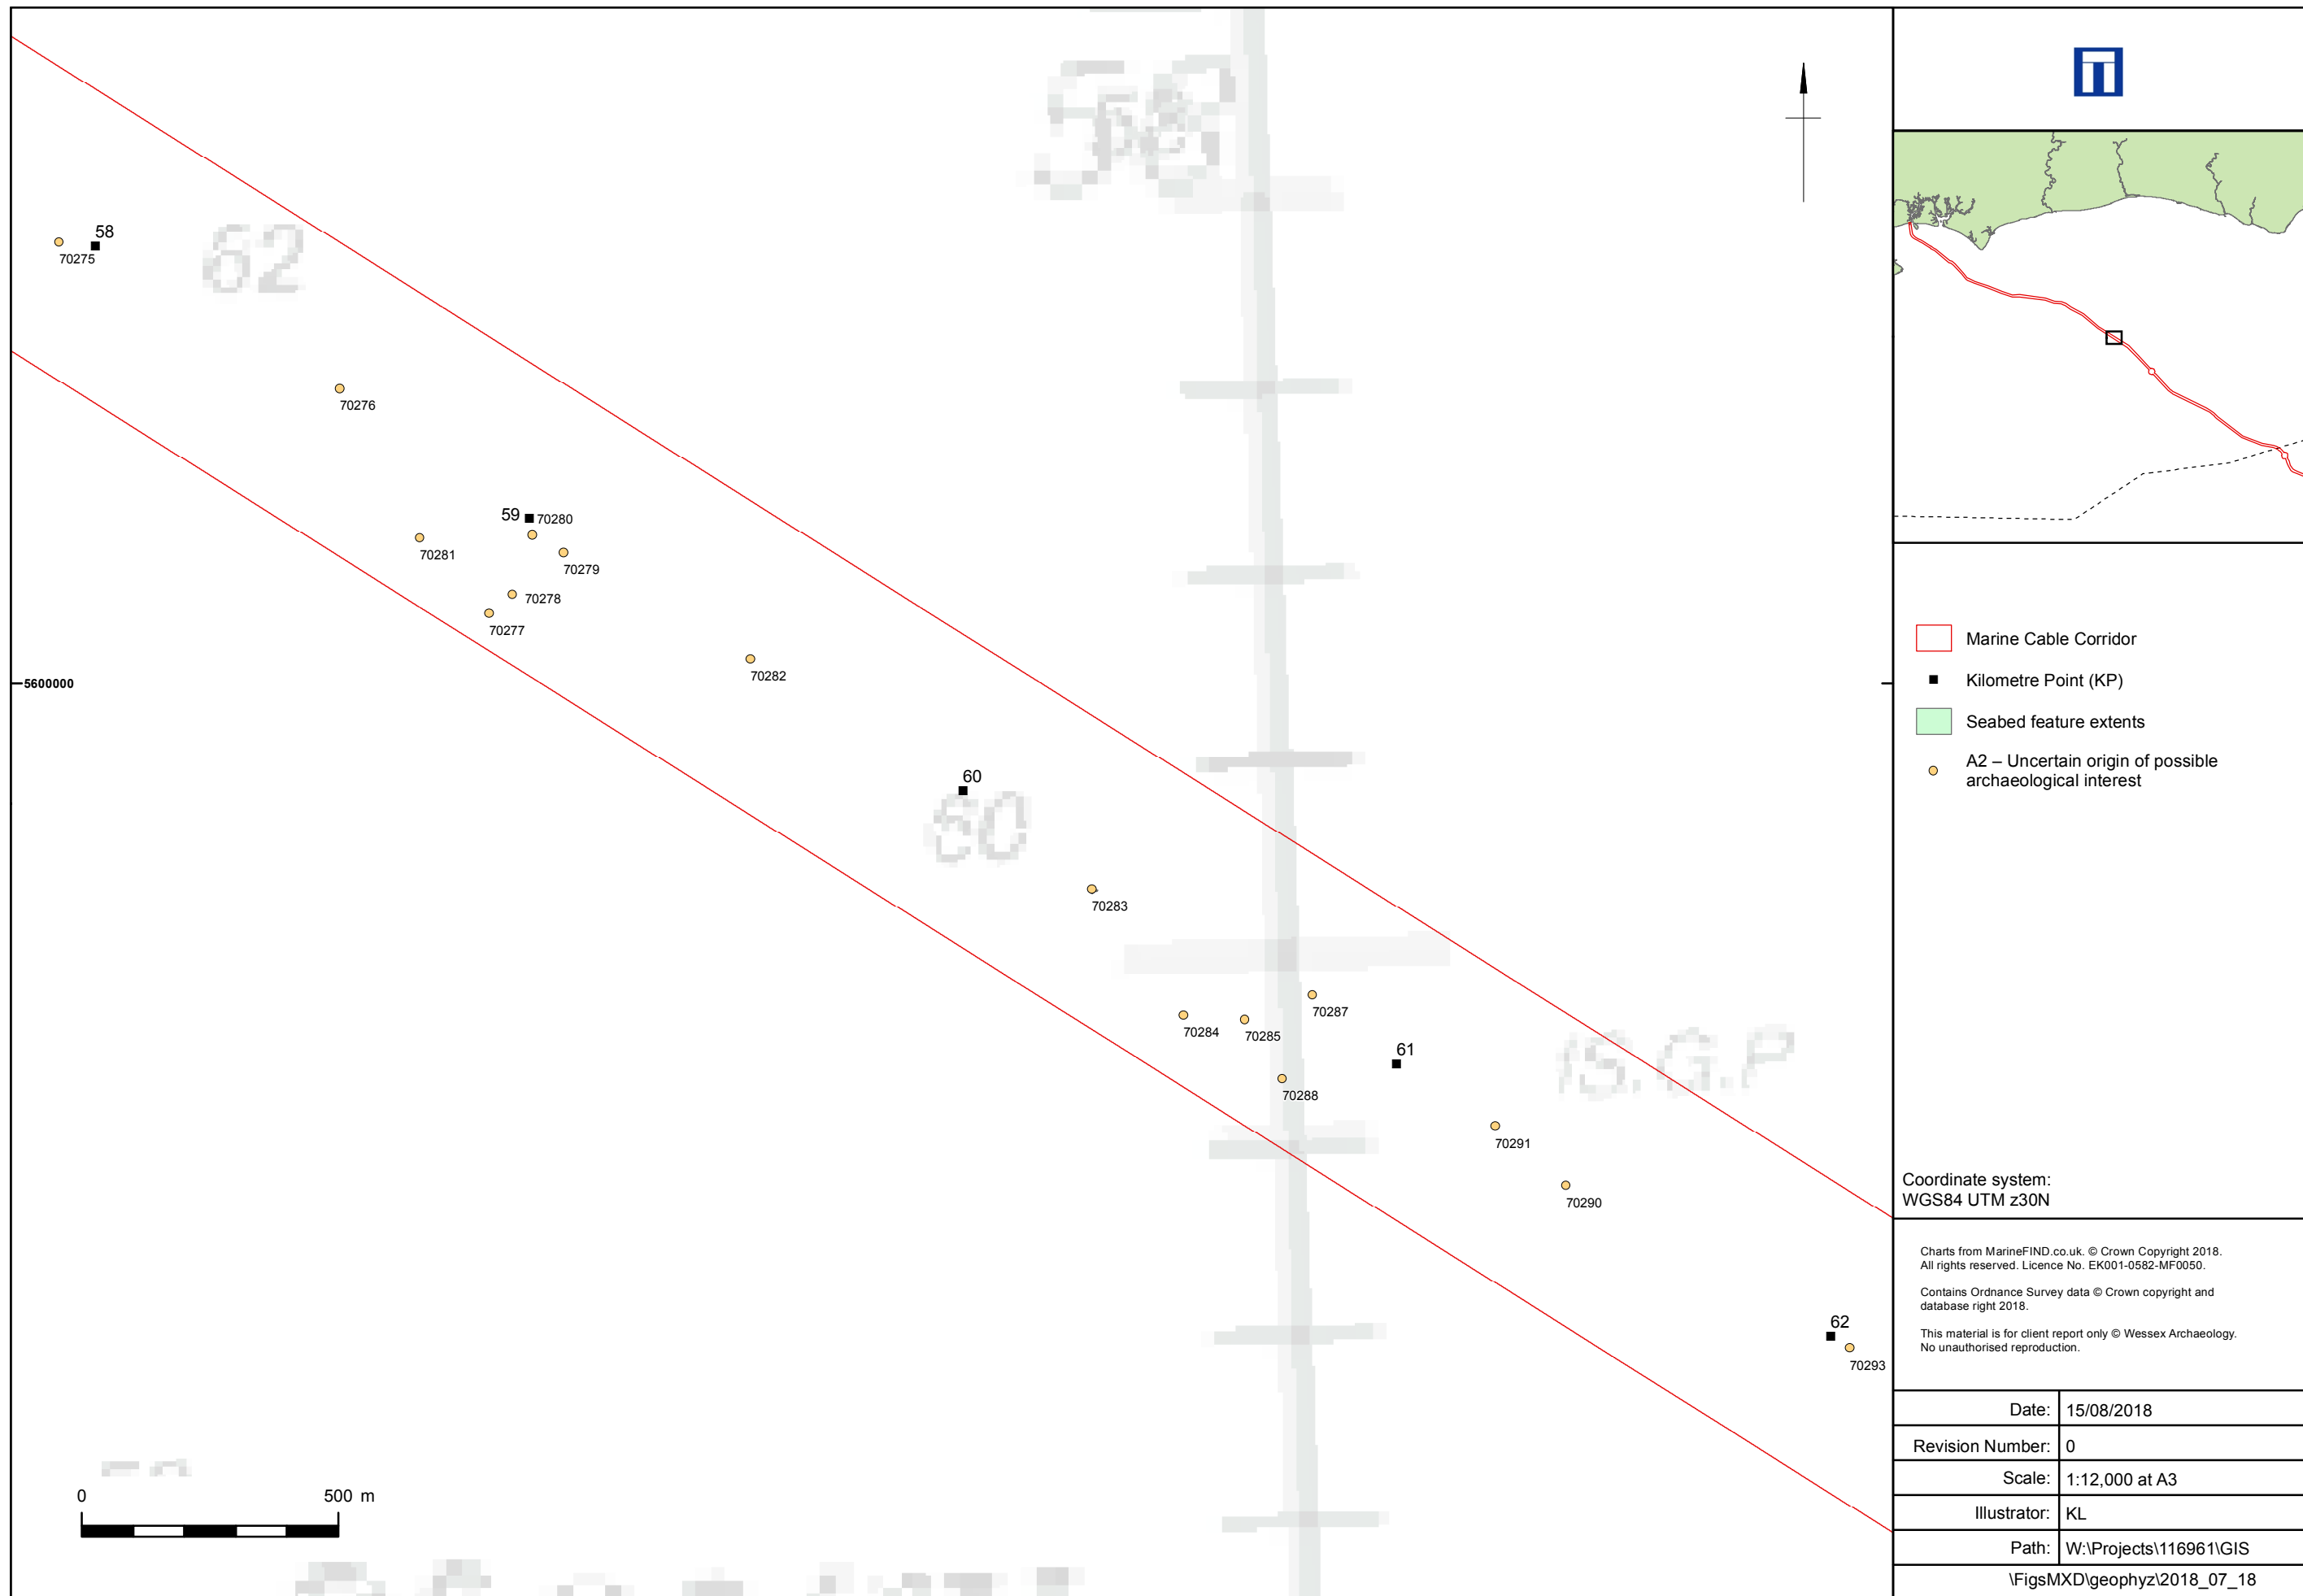 58
70275
62
70276
59
70280
70281
70279
70278
70277
70282
5600000
60
60
70283
70287
70284
70285
61
70288
S.G.P
70291
70290
62
70293
0 500 m
Marine Cable Corridor
Kilometre Point (KP)
Seabed feature extents
A2 – Uncertain origin of possible
archaeological interest
Coordinate system:
WGS84 UTM z30N
Charts from MarineFIND.co.uk. © Crown Copyright 2018.
All rights reserved. Licence No. EK001-0582-MF0050.
Contains Ordnance Survey data © Crown copyright and
database right 2018.
This material is for client report only © Wessex Archaeology.
No unauthorised reproduction.
Date: 15/08/2018
Revision Number: 0
Scale: 1:12,000 at A3
Illustrator: KL
Path: W:\Projects\116961\GIS
\FigsMXD\geophyz\2018_07_18